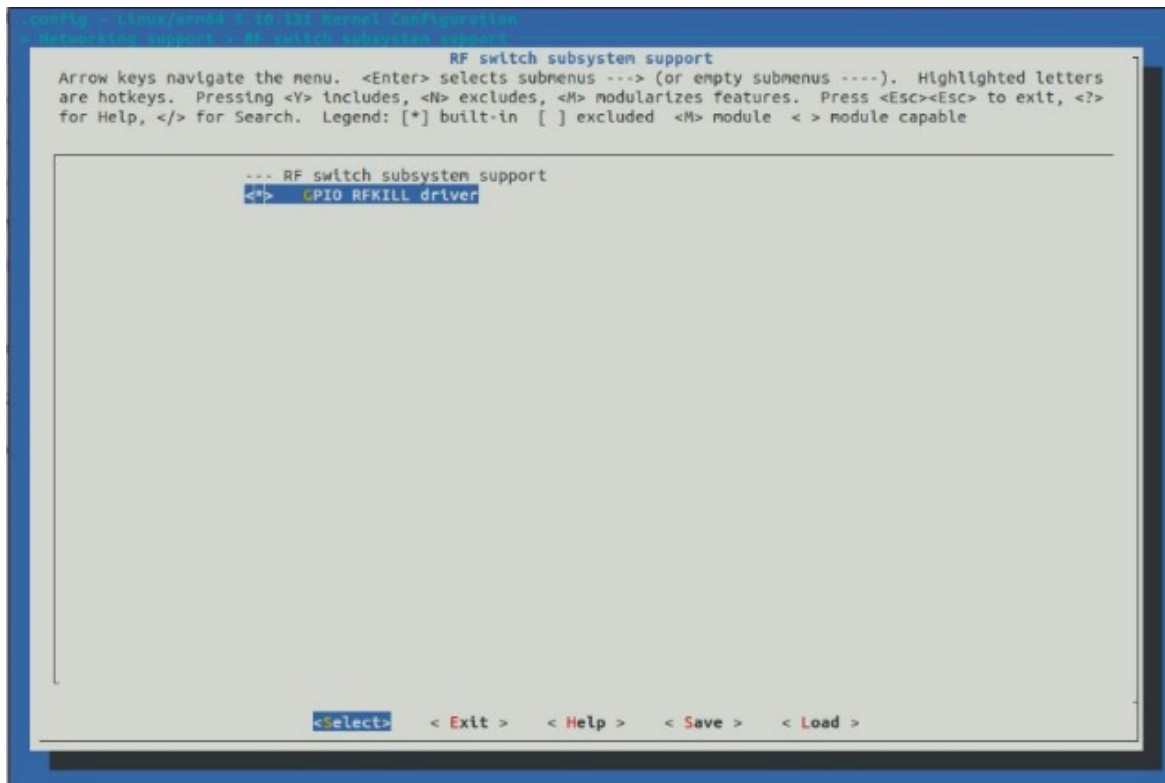 .config - Linux/arm64 5.10.131 Kernel Configuration
> Networking support > RF switch subsystem support
RF switch subsystem support
Arrow keys navigate the menu. <Enter> selects submenus ---> (or empty submenus ----). Highlighted letters
are hotkeys. Pressing <Y> includes, <N> excludes, <M> modularizes features. Press <Esc><Esc> to exit, <?>
for Help, </> for Search. Legend: [*] built-in [ ] excluded <M> module < > module capable
--- RF switch subsystem support
<*> GPIO RFKILL driver
<Select> < Exit > < Help > < Save > < Load >